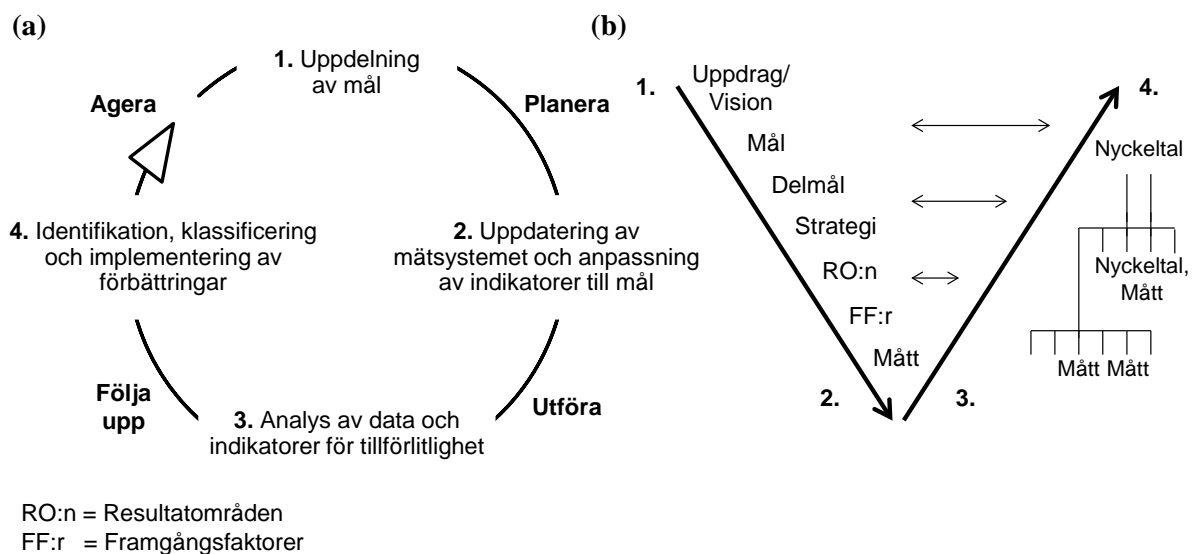 (a)
1. Uppdelning
av mål
Agera
Planera
4. Identifikation, klassificering
och implementering av
förbättringar
2. Uppdatering av
mätsystemet och anpassning
av indikatorer till mål
Följa
upp
Utföra
3. Analys av data och
indikatorer för tillförlitlighet
RO:n = Resultatområden
FF:r = Framgångsfaktorer
(b)
1.
Uppdrag/
Vision
Mål
Delmål
Strategi
RO:n
FF:r
Mått
2.
3.
4.
Nyckeltal
Nyckeltal,
Mått
Mått Mått